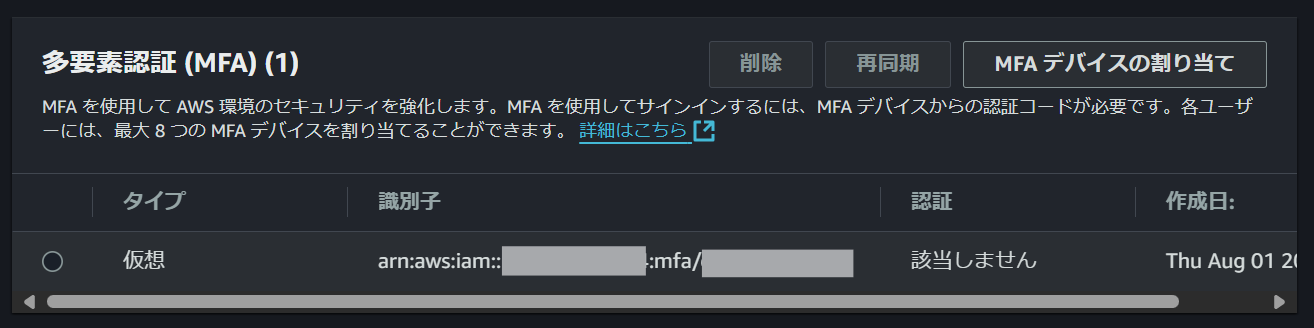 多要素認証 (MFA) (1)
削除
再同期
MFA デバイスの割り当て
MFA を使用して AWS 環境のセキュリティを強化します。MFA を使用してサインインするには、MFA デバイスからの認証コードが必要です。各ユーザ
ーには、最大 8 つの MFA デバイスを割り当てることができます。 詳細はこちら
タイプ 識別子 認証 作成日:
仮想 arn:aws:iam:: :mfa/ 該当しません Thu Aug 01 20